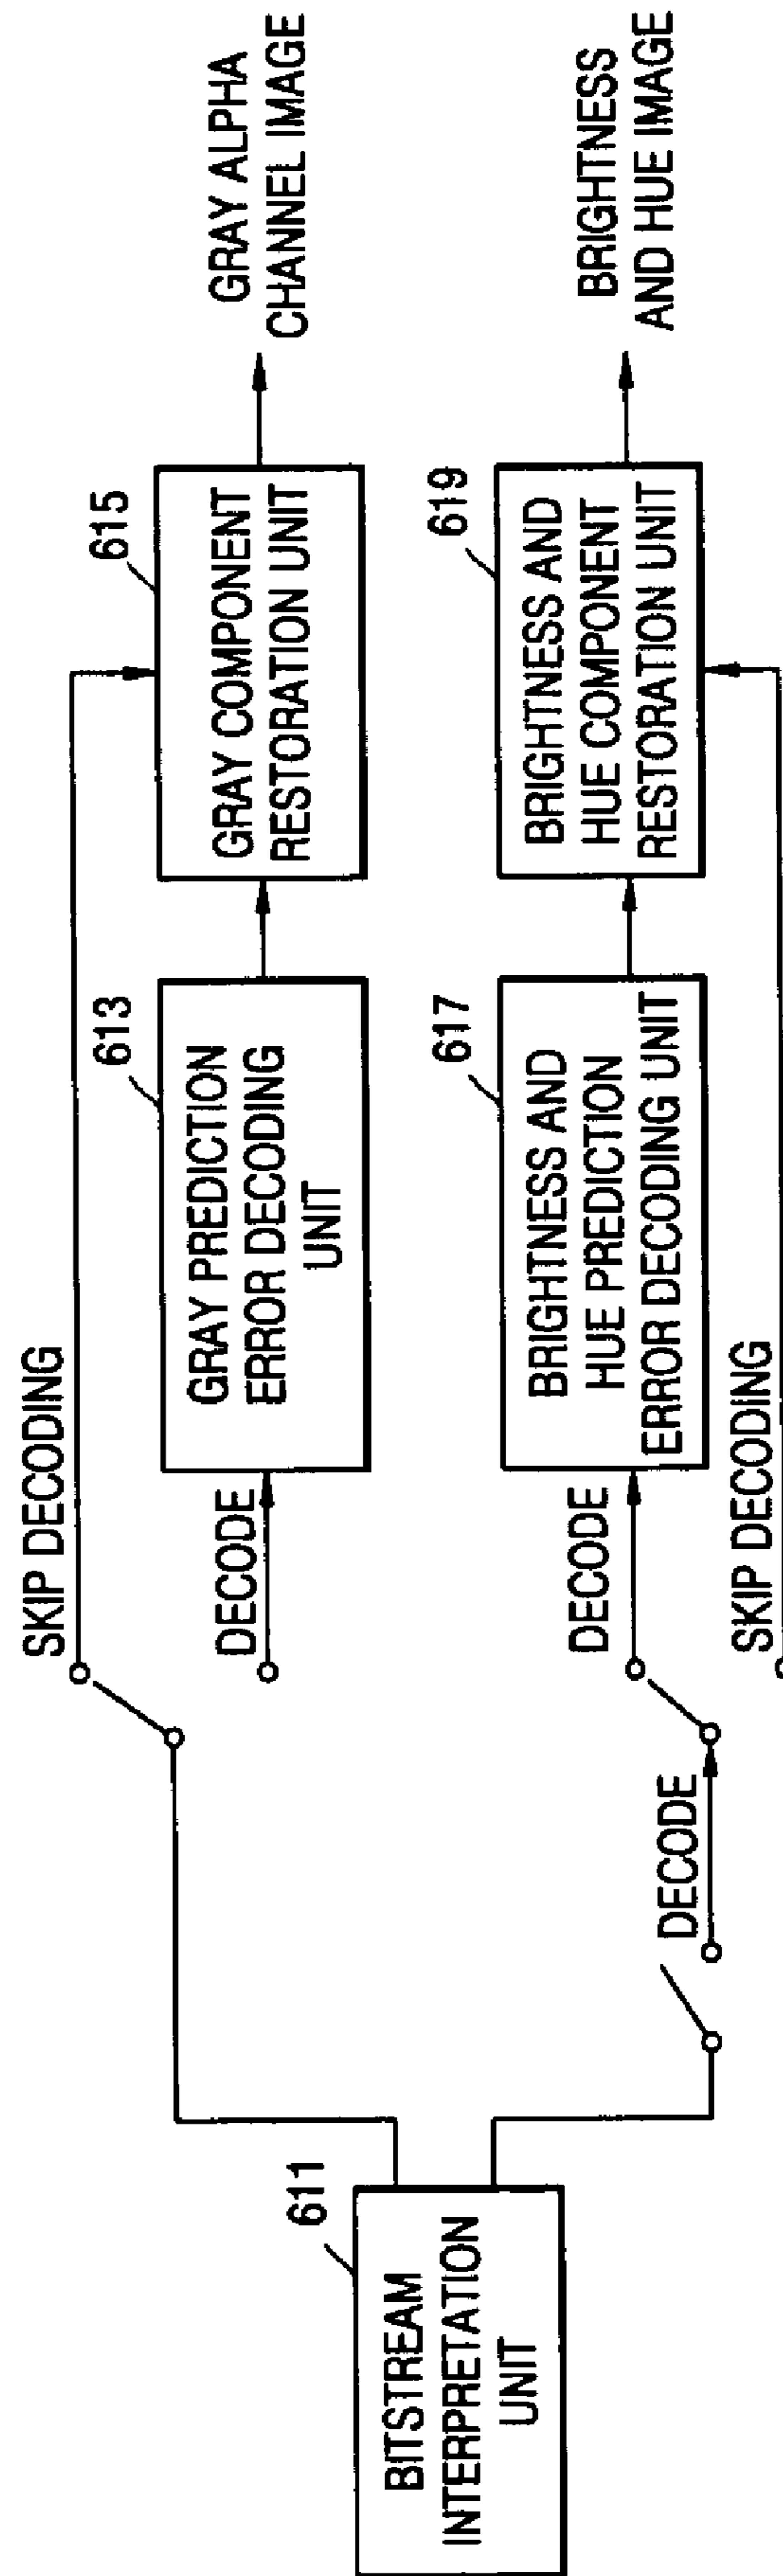 611
BITSTREAM
INTERPRETATION
UNIT
SKIP DECODING
DECODE
613
GRAY PREDICTION
ERROR DECODING
UNIT
615
GRAY COMPONENT
RESTORATION UNIT
GRAY ALPHA
CHANNEL IMAGE
DECODE
DECODE
617
BRIGHTNESS AND
HUE PREDICTION
ERROR DECODING UNIT
619
BRIGHTNESS AND
HUE COMPONENT
RESTORATION UNIT
BRIGHTNESS
AND HUE IMAGE
SKIP DECODING